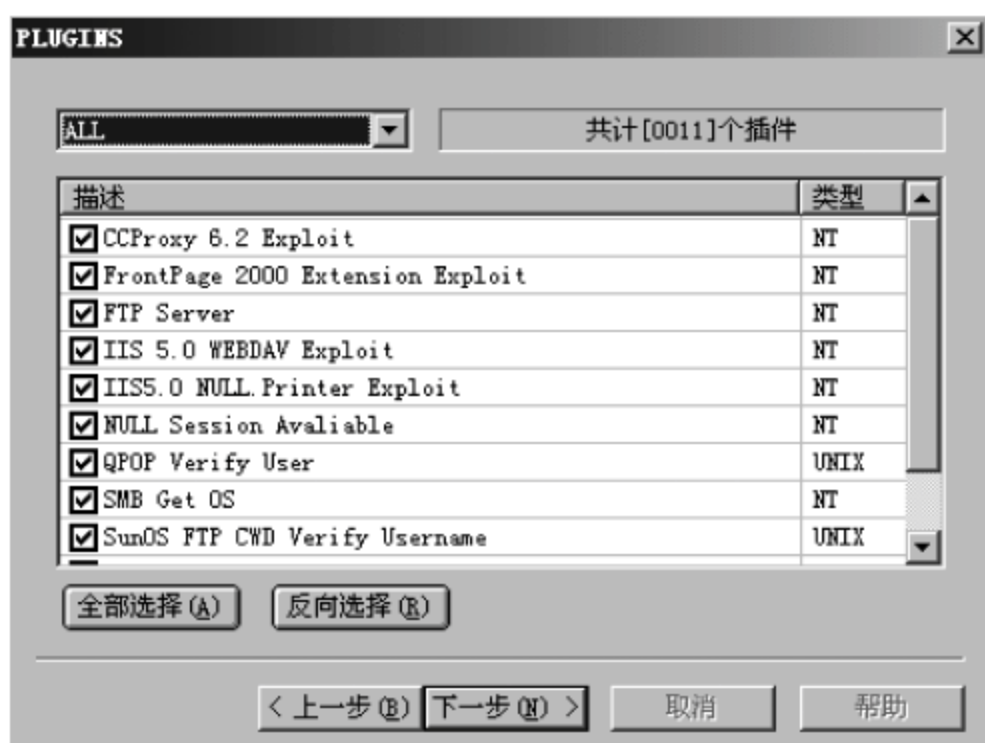 PLUGINS
ALL 共计[0011]个插件
描述 类型
CCProxy 6.2 Exploit NT
FrontPage 2000 Extension Exploit NT
FTP Server NT
IIS 5.0 WEBDAV Exploit NT
IIS5.0 NULL.Printer Exploit NT
NULL Session Avaliable NT
QPOP Verify User UNIX
SMB Get OS NT
SunOS FTP CWD Verify Username UNIX
全部选择(A) 反向选择(R)
< 上一步(B) 下一步(N) > 取消 帮助